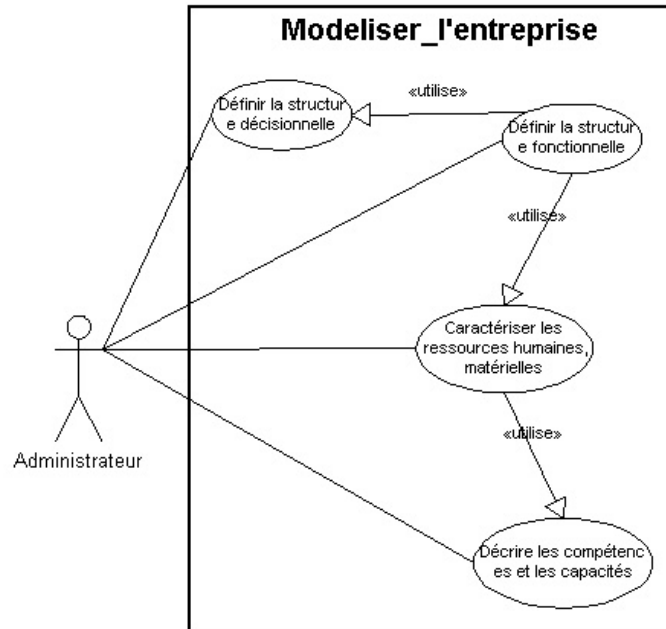 Modeliser_l'entreprise
Définir la structur
e décisionnelle
«utilise»
Définir la structur
e fonctionnelle
«utilise»
Caractériser les
ressources humaines,
matérielles
«utilise»
Administrateur
Décrire les compétenc
es et les capacités